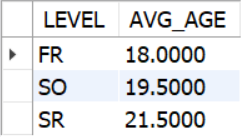 LEVEL AVG_AGE
FR 18.0000
SO 19.5000
SR 21.5000